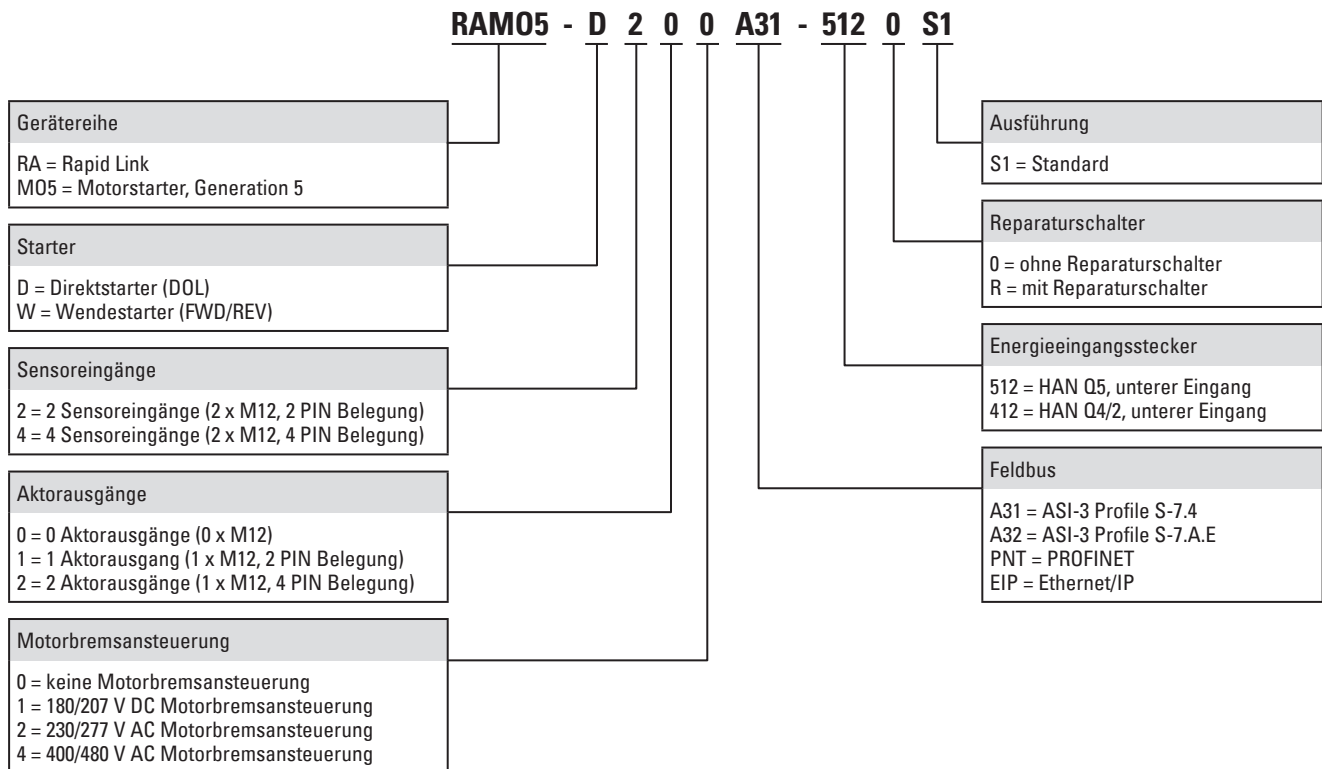 RAMO5 - D 2 0 0 A31 - 512 0 S1
Gerätereihe
RA = Rapid Link
MO5 = Motorstarter, Generation 5
Starter
D = Direktstarter (DOL)
W = Wendestarter (FWD/REV)
Sensoreingänge
2 = 2 Sensoreingänge (2 x M12, 2 PIN Belegung)
4 = 4 Sensoreingänge (2 x M12, 4 PIN Belegung)
Aktorausgänge
0 = 0 Aktorausgänge (0 x M12)
1 = 1 Aktorausgang (1 x M12, 2 PIN Belegung)
2 = 2 Aktorausgänge (1 x M12, 4 PIN Belegung)
Motorbremsansteuerung
0 = keine Motorbremsansteuerung
1 = 180/207 V DC Motorbremsansteuerung
2 = 230/277 V AC Motorbremsansteuerung
4 = 400/480 V AC Motorbremsansteuerung
Ausführung
S1 = Standard
Reparaturschalter
0 = ohne Reparaturschalter
R = mit Reparaturschalter
Energieeingangsstecker
512 = HAN Q5, unterer Eingang
412 = HAN Q4/2, unterer Eingang
Feldbus
A31 = ASI-3 Profile S-7.4
A32 = ASI-3 Profile S-7.A.E
PNT = PROFINET
EIP = Ethernet/IP